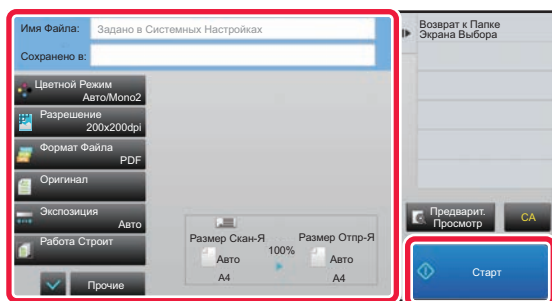 Имя Файла:
Задано в Системных Настройках
Сохранено в:
Цветной Режим
Авто/Mono2
Разрешение
200x200dpi
Формат Файла
PDF
Оригинал
Экспозиция
Авто
Работа Строит
Прочие
Размер Скан-Я
100%
Размер Отпр-Я
Авто
A4
Авто
A4
Возврат к Папке
Экрана Выбора
Предварит.
Просмотр
CA
Старт